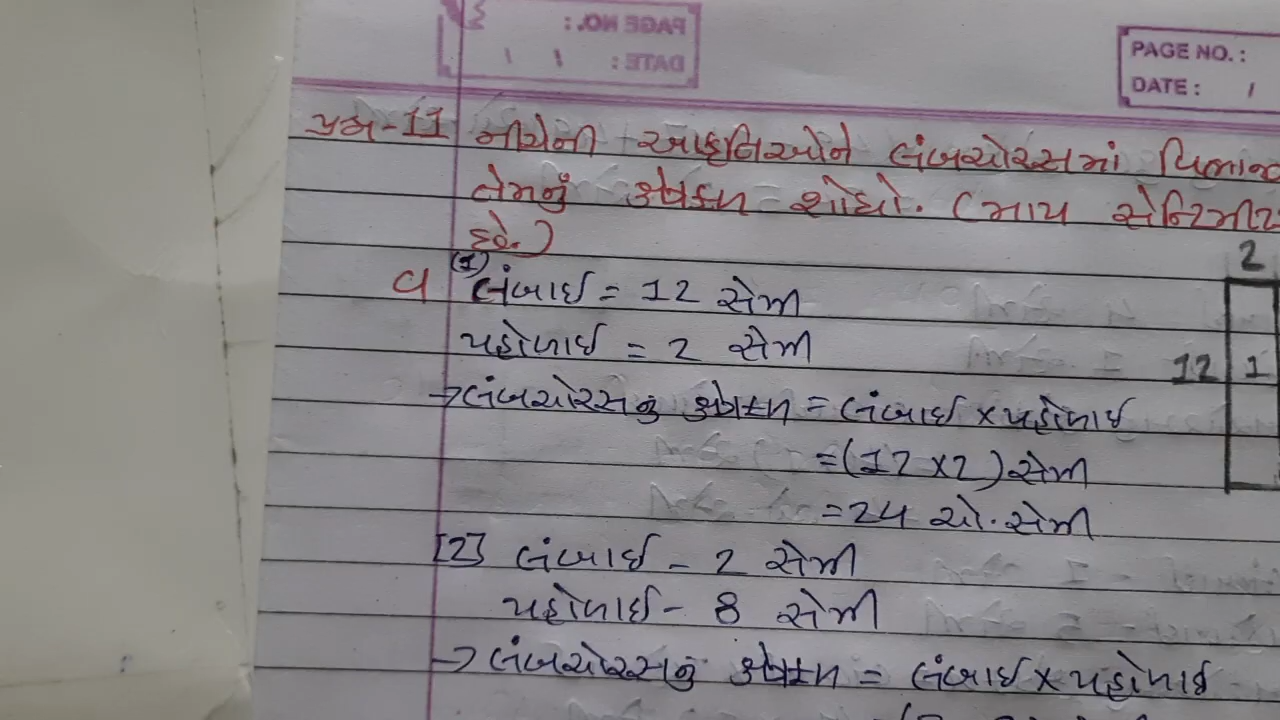 PAGE NO. :
DATE : /
પ્રશ્ન-11 નીચેની આકૃતિઓને લંબચોરસમાં
તેમનું ક્ષેત્રફળ શોધો. (માપ સેન્ટિમીટર
છે.)
2
(1) લંબાઈ = 12 સેમી
પહોળાઈ = 2 સેમી
12 1
→ લંબચોરસનું ક્ષેત્રફળ = લંબાઈ × પહોળાઈ
= (12 × 2) સેમી
= 24 ચો. સેમી
[2] લંબાઈ - 2 સેમી
પહોળાઈ - 8 સેમી
→ લંબચોરસનું ક્ષેત્રફળ = લંબાઈ × પહોળાઈ